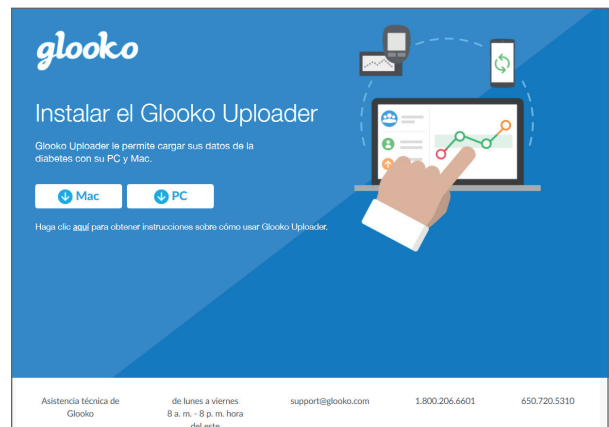 glooko
Instalar el Glooko Uploader
Glooko Uploader le permite cargar sus datos de la
diabetes con su PC y Mac.
Mac
PC
Haga clic aquí para obtener instrucciones sobre cómo usar Glooko Uploader.
Asistencia técnica de
Glooko
de lunes a viernes
8 a. m. - 8 p. m. hora
del este
support@glooko.com
1.800.206.6601
650.720.5310